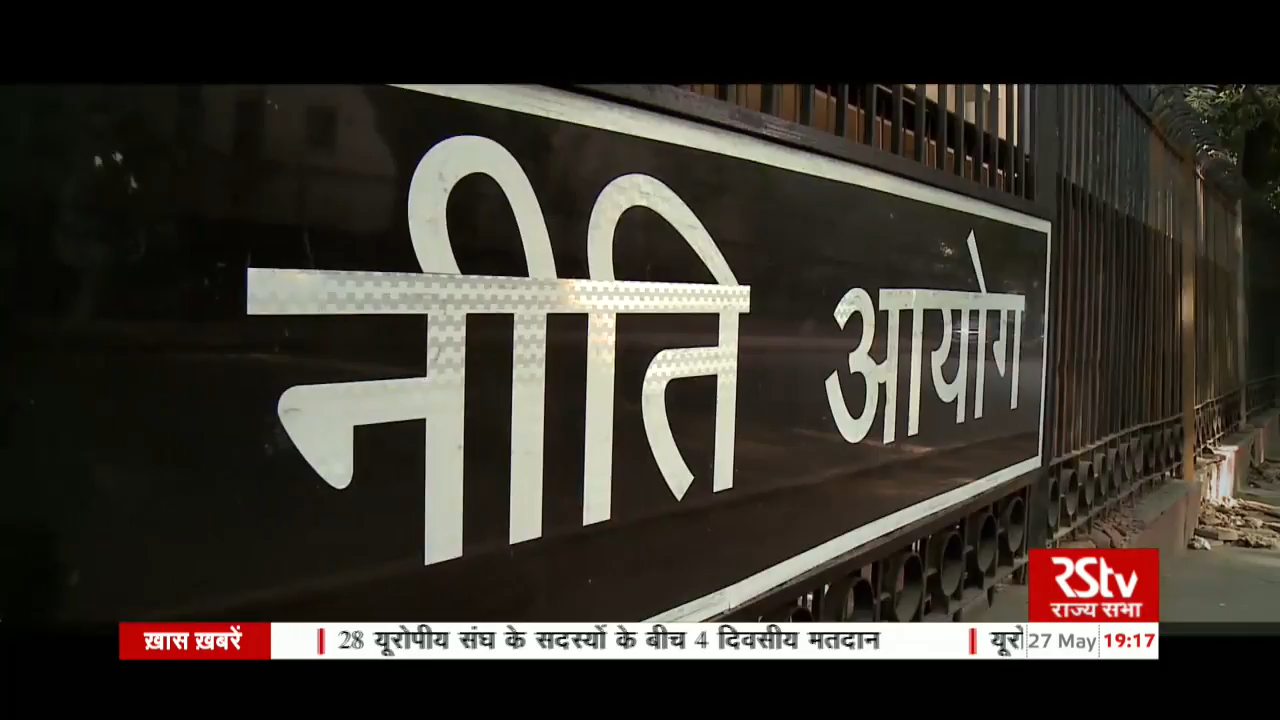 नीति आयोग
RStv
राज्य सभा
ख़ास ख़बरें
28 यूरोपीय संघ के सदस्यों के बीच 4 दिवसीय मतदान
यूरो
27 May 19:17